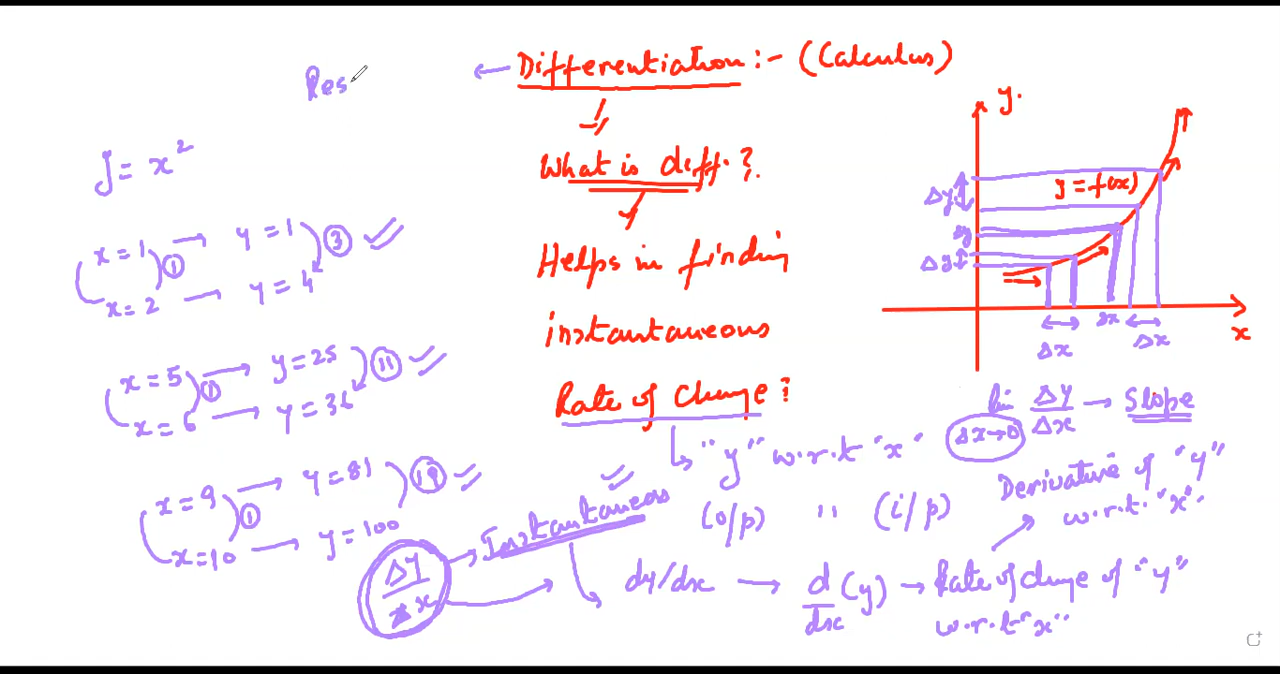 Res
← Differentiation :- (Calculus)
y = x²
What is diff.?
Helps in finding
instantaneous
Rate of Change?
x=1 → y=1
① ③
x=2 → y=4
x=5 → y=25
① ⑪
x=6 → y=36
x=9 → y=81
① ⑲
x=10 → y=100
Δy
x
→ Instantaneous
"y" w.r.t "x"
(o/p) " (i/p)
dy/dx → d/dx (y) → Rate of change of "y"
w.r.t "x"
y.
y = f(x)
Δy
Δy
x
Δx
Δx
lim Δy/Δx → Slope
Δx→0
Derivative of "y"
w.r.t. "x".